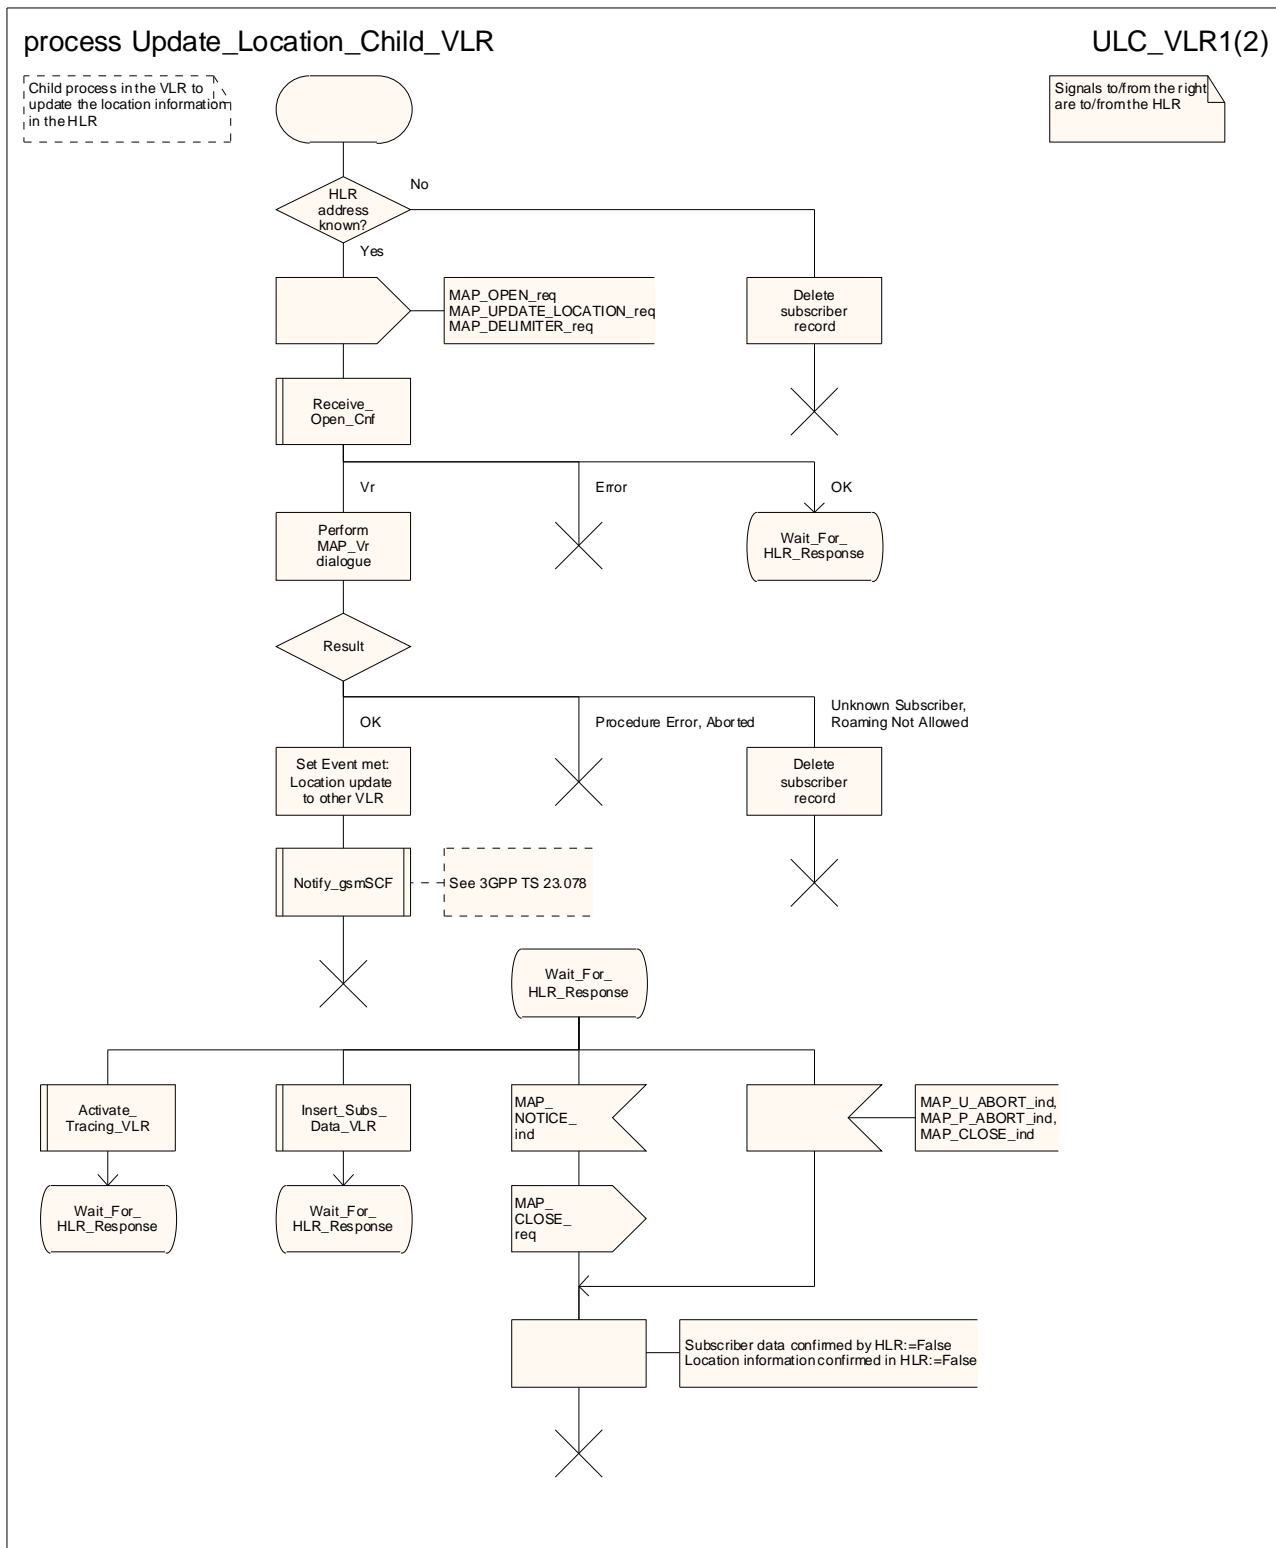 process Update_Location_Child_VLR
ULC_VLR1(2)
Child process in the VLR to
update the location information
in the HLR
Signals to/from the right
are to/from the HLR
HLR
address
known?
No
Yes
MAP_OPEN_req
MAP_UPDATE_LOCATION_req
MAP_DELIMITER_req
Delete
subscriber
record
Receive_
Open_Cnf
Vr
Error
OK
Perform
MAP_Vr
dialogue
Wait_For_
HLR_Response
Result
OK
Procedure Error, Aborted
Unknown Subscriber,
Roaming Not Allowed
Set Event met:
Location update
to other VLR
Delete
subscriber
record
Notify_gsmSCF
See 3GPP TS 23.078
Wait_For_
HLR_Response
Activate_
Tracing_VLR
Insert_Subs_
Data_VLR
MAP_
NOTICE_
ind
MAP_U_ABORT_ind,
MAP_P_ABORT_ind,
MAP_CLOSE_ind
Wait_For_
HLR_Response
Wait_For_
HLR_Response
MAP_
CLOSE_
req
Subscriber data confirmed by HLR:=False
Location information confirmed in HLR:=False